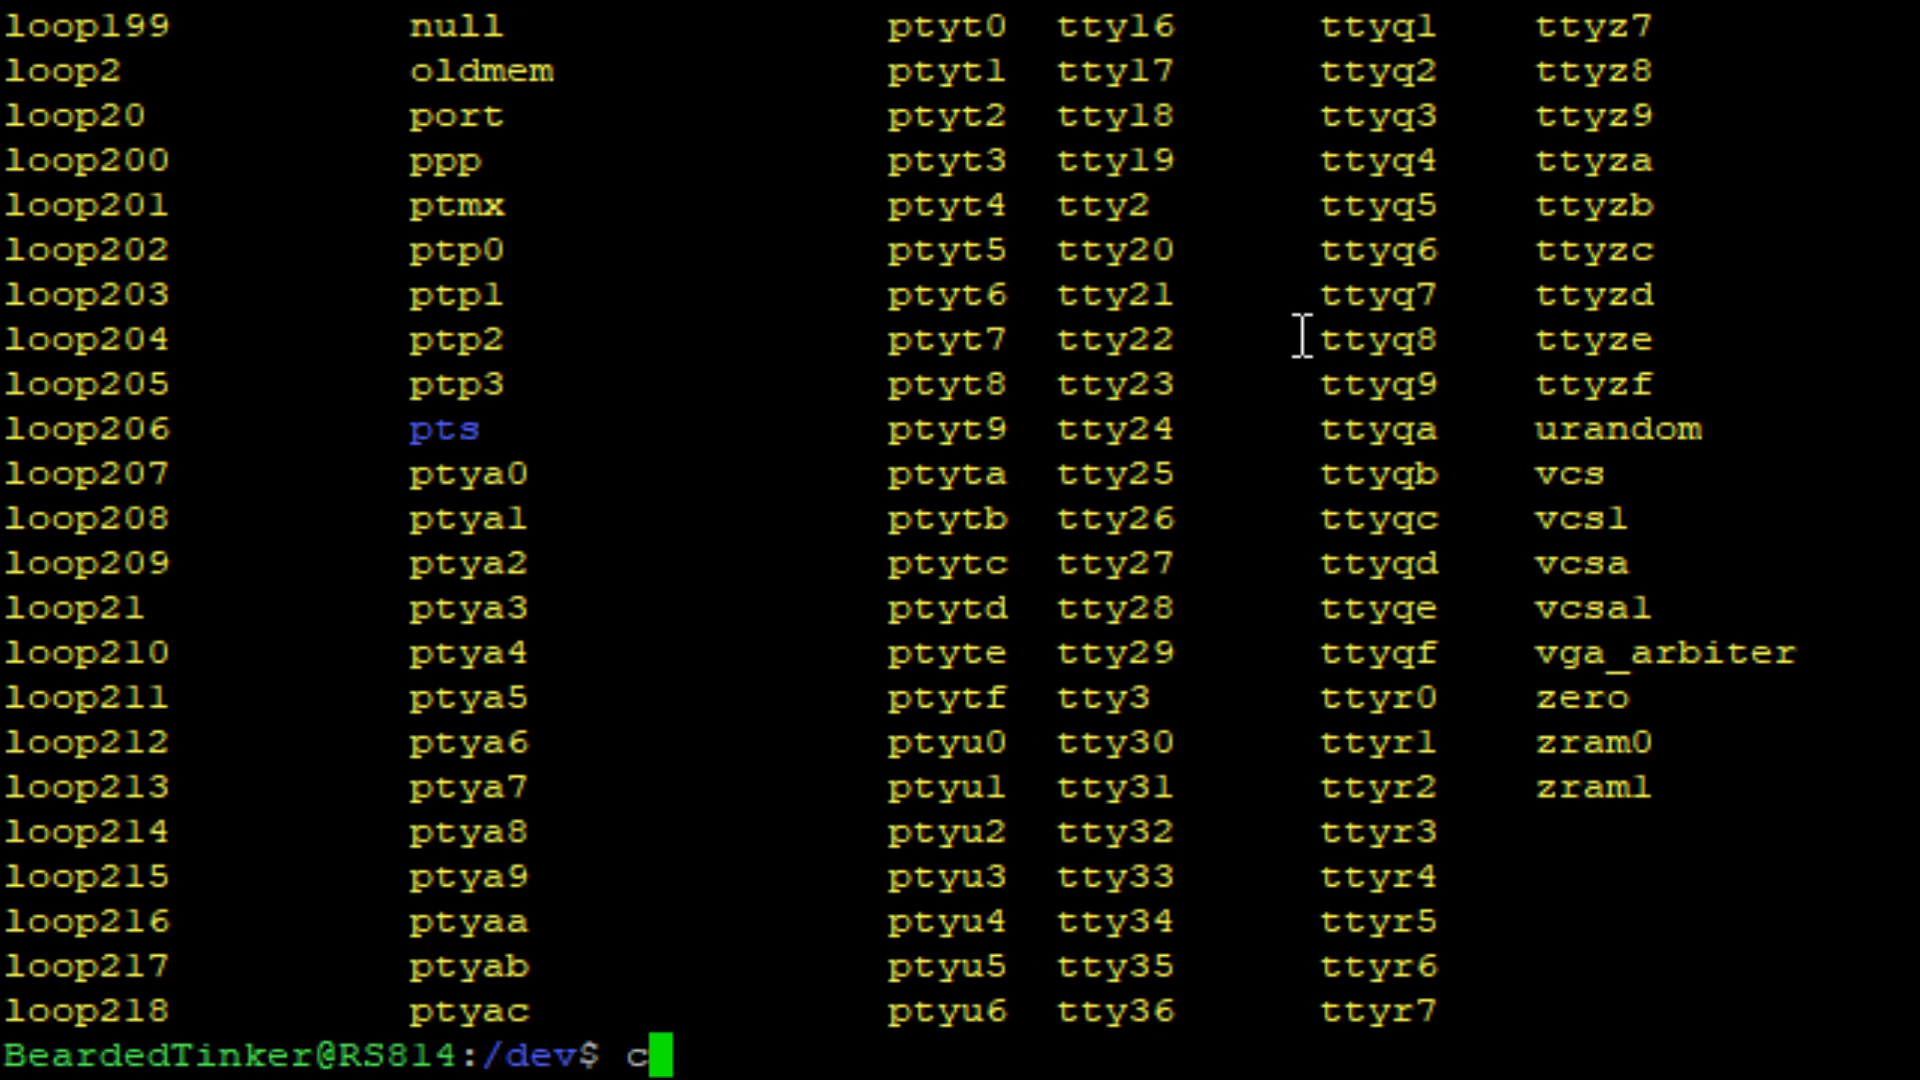 loop199 null ptyt0 tty16 ttyq1 ttyz7
loop2 oldmem ptyt1 tty17 ttyq2 ttyz8
loop20 port ptyt2 tty18 ttyq3 ttyz9
loop200 ppp ptyt3 tty19 ttyq4 ttyza
loop201 ptmx ptyt4 tty2 ttyq5 ttyzb
loop202 ptp0 ptyt5 tty20 ttyq6 ttyzc
loop203 ptp1 ptyt6 tty21 ttyq7 ttyzd
loop204 ptp2 ptyt7 tty22 ttyq8 ttyze
loop205 ptp3 ptyt8 tty23 ttyq9 ttyzf
loop206 pts ptyt9 tty24 ttyqa urandom
loop207 ptya0 ptyta tty25 ttyqb vcs
loop208 ptya1 ptytb tty26 ttyqc vcs1
loop209 ptya2 ptytc tty27 ttyqd vcsa
loop21 ptya3 ptytd tty28 ttyqe vcsa1
loop210 ptya4 ptyte tty29 ttyqf vga_arbiter
loop211 ptya5 ptytf tty3 ttyr0 zero
loop212 ptya6 ptyu0 tty30 ttyr1 zram0
loop213 ptya7 ptyu1 tty31 ttyr2 zram1
loop214 ptya8 ptyu2 tty32 ttyr3
loop215 ptya9 ptyu3 tty33 ttyr4
loop216 ptyaa ptyu4 tty34 ttyr5
loop217 ptyab ptyu5 tty35 ttyr6
loop218 ptyac ptyu6 tty36 ttyr7
BeardedTinker@RS814:/dev$ c